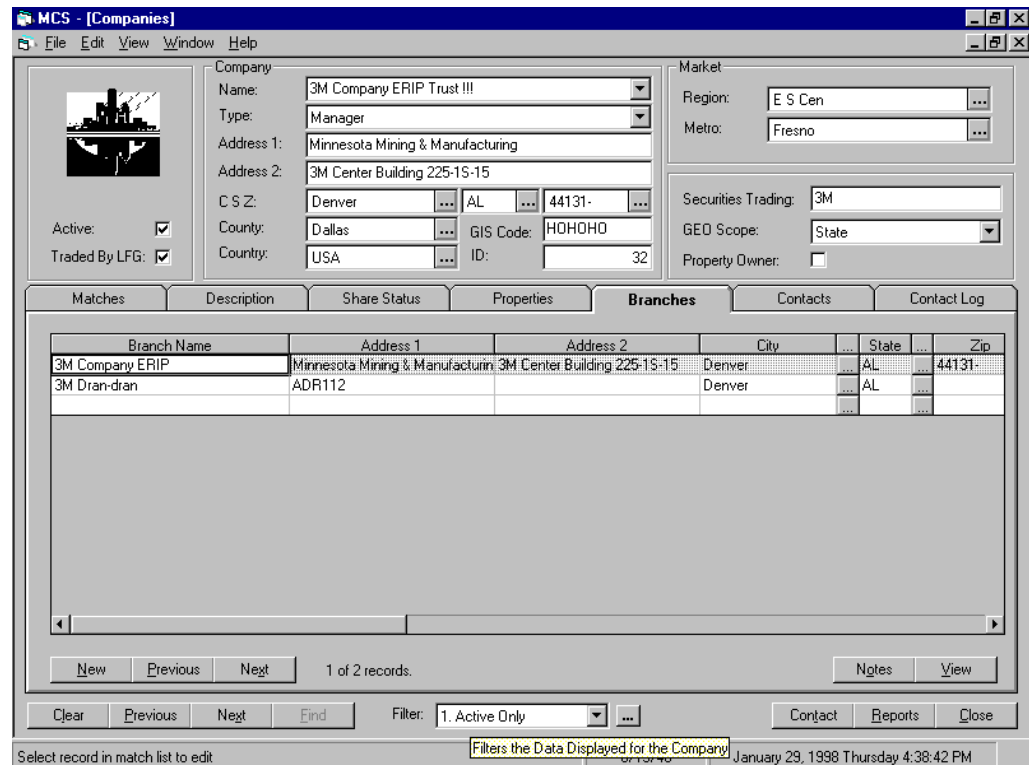 MCS - [Companies]
File Edit View Window Help
Company
Name: 3M Company ERIP Trust !!!
Type: Manager
Address 1: Minnesota Mining & Manufacturing
Address 2: 3M Center Building 225-1S-15
C S Z: Denver ... AL ... 44131- ...
County: Dallas ... GIS Code: HOHOHO
Country: USA ... ID: 32
Active:
Traded By LFG:
Market
Region: E S Cen ...
Metro: Fresno ...
Securities Trading: 3M
GEO Scope: State
Property Owner:
Matches Description Share Status Properties Branches Contacts Contact Log
Branch Name Address 1 Address 2 City ... State ... Zip
3M Company ERIP Minnesota Mining & Manufacturin 3M Center Building 225-1S-15 Denver ... AL ... 44131-
3M Dran-dran ADR112 Denver ... AL ...
... ...
New Previous Next 1 of 2 records. Notes View
Clear Previous Next Find Filter: 1. Active Only ... Contact Reports Close
Filters the Data Displayed for the Company
Select record in match list to edit January 29, 1998 Thursday 4:38:42 PM